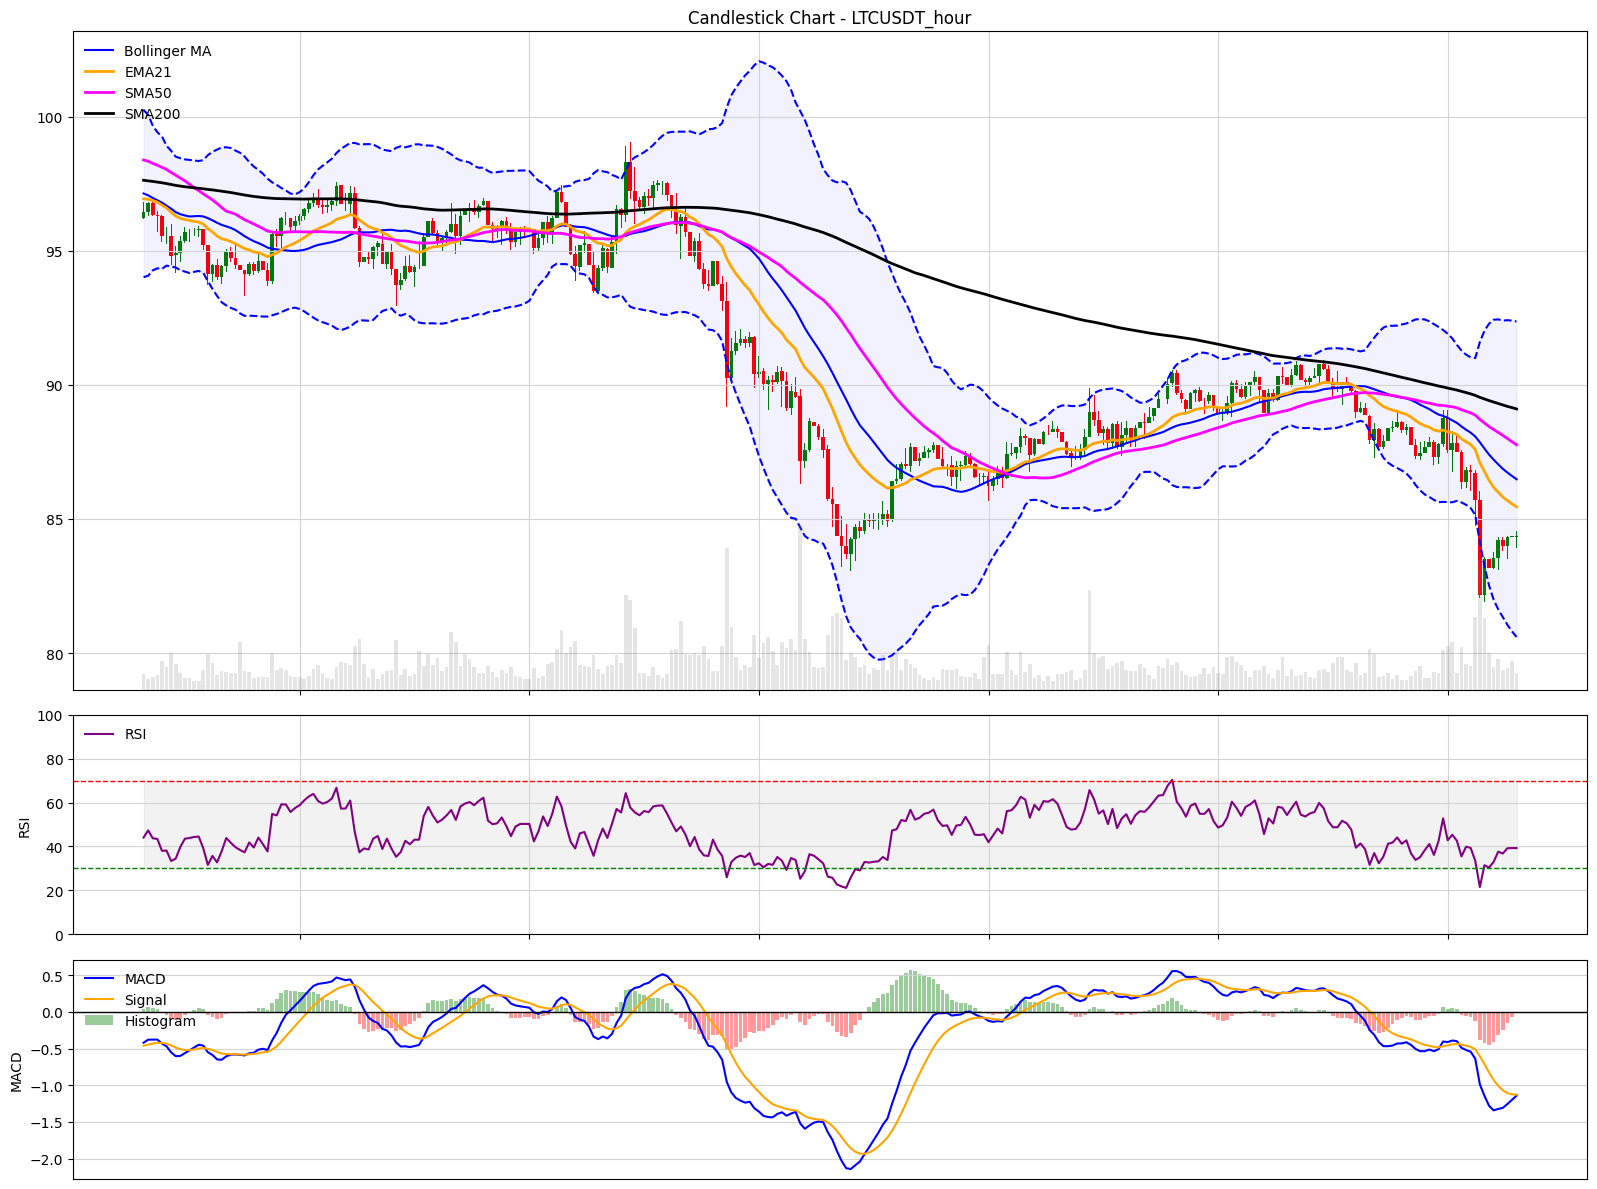 Candlestick Chart - LTCUSDT_hour
Bollinger MA
EMA21
SMA50
SMA200
100
95
90
85
80
100
80
60
40
20
0
RSI
RSI
0.5
0.0
−0.5
−1.0
−1.5
−2.0
MACD
MACD
Signal
Histogram